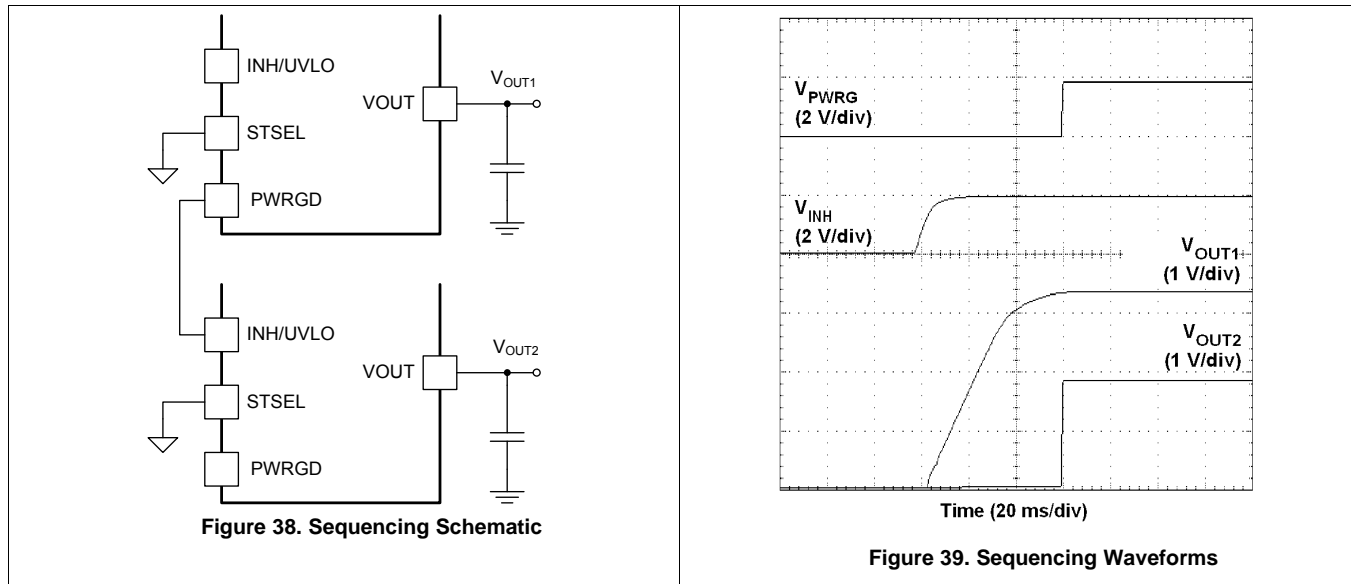 INH/UVLO
VOUT
VOUT1
STSEL
PWRGD
INH/UVLO
VOUT
VOUT2
STSEL
PWRGD
Figure 38. Sequencing Schematic
VPWRG
(2 V/div)
VINH
(2 V/div)
VOUT1
(1 V/div)
VOUT2
(1 V/div)
Time (20 ms/div)
Figure 39. Sequencing Waveforms